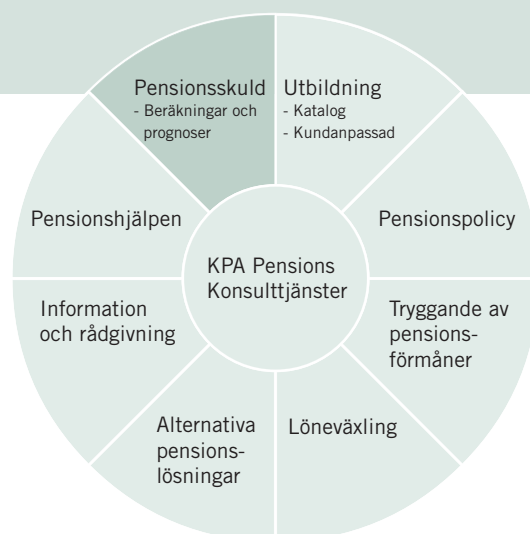 Pensionsskuld
- Beräkningar och
prognoser
Utbildning
- Katalog
- Kundanpassad
Pensionshjälpen
Pensionspolicy
KPA Pensions
Konsulttjänster
Information
och rådgivning
Tryggande av
pensions-
förmåner
Alternativa
pensions-
lösningar
Löneväxling